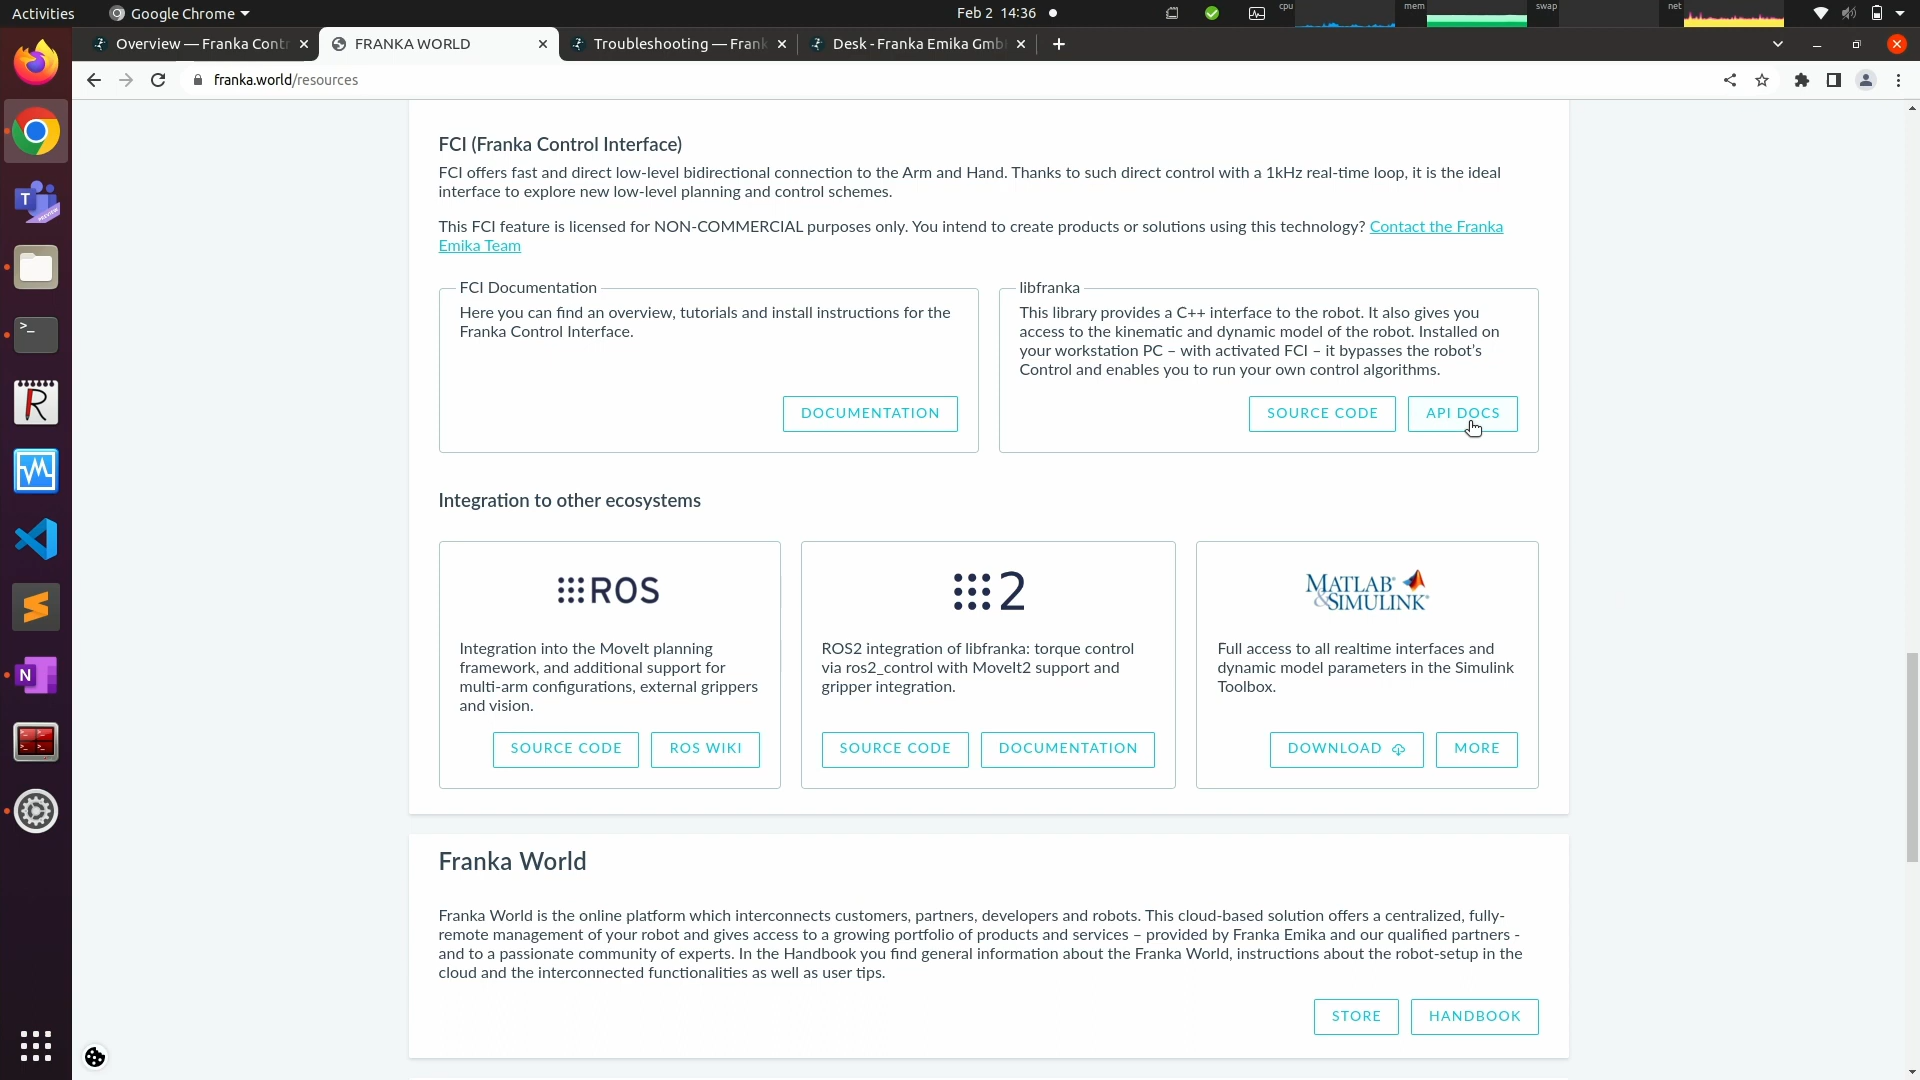 Activities
Google Chrome
Feb 2 14:36
cpu
mem
swap
net
Overview — Franka Contr
FRANKA WORLD
Troubleshooting — Frank
Desk - Franka Emika Gmb
franka.world/resources
FCI (Franka Control Interface)
FCI offers fast and direct low-level bidirectional connection to the Arm and Hand. Thanks to such direct control with a 1kHz real-time loop, it is the ideal
interface to explore new low-level planning and control schemes.
This FCI feature is licensed for NON-COMMERCIAL purposes only. You intend to create products or solutions using this technology? Contact the Franka
Emika Team
FCI Documentation
Here you can find an overview, tutorials and install instructions for the
Franka Control Interface.
DOCUMENTATION
libfranka
This library provides a C++ interface to the robot. It also gives you
access to the kinematic and dynamic model of the robot. Installed on
your workstation PC – with activated FCI – it bypasses the robot's
Control and enables you to run your own control algorithms.
SOURCE CODE
API DOCS
Integration to other ecosystems
ROS
Integration into the MoveIt planning
framework, and additional support for
multi-arm configurations, external grippers
and vision.
SOURCE CODE
ROS WIKI
2
ROS2 integration of libfranka: torque control
via ros2_control with MoveIt2 support and
gripper integration.
SOURCE CODE
DOCUMENTATION
MATLAB
&SIMULINK
Full access to all realtime interfaces and
dynamic model parameters in the Simulink
Toolbox.
DOWNLOAD
MORE
Franka World
Franka World is the online platform which interconnects customers, partners, developers and robots. This cloud-based solution offers a centralized, fully-
remote management of your robot and gives access to a growing portfolio of products and services – provided by Franka Emika and our qualified partners -
and to a passionate community of experts. In the Handbook you find general information about the Franka World, instructions about the robot-setup in the
cloud and the interconnected functionalities as well as user tips.
STORE
HANDBOOK